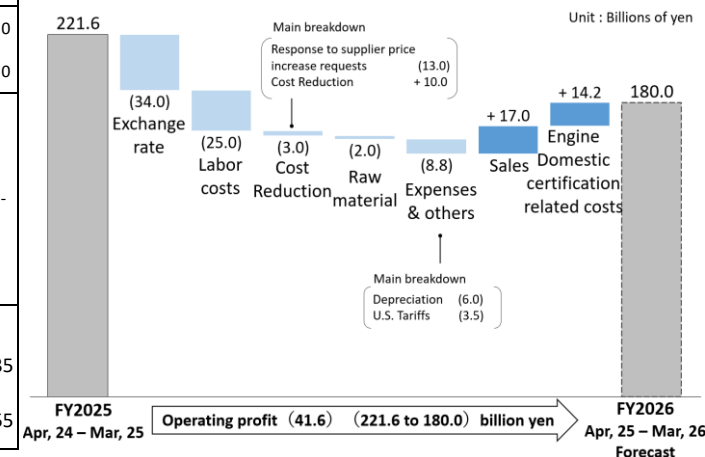 Unit : Billions of yen
221.6
(34.0)
Exchange
rate
(25.0)
Labor
costs
Main breakdown
Response to supplier price
increase requests (13.0)
Cost Reduction + 10.0
(3.0)
Cost
Reduction
(2.0)
Raw
material
(8.8)
Expenses
& others
Main breakdown
Depreciation (6.0)
U.S. Tariffs (3.5)
+ 17.0
Sales
+ 14.2
Engine
Domestic
certification
related costs
180.0
FY2025
Apr, 24 – Mar, 25
Operating profit（41.6）（221.6 to 180.0）billion yen
FY2026
Apr, 25 – Mar, 26
Forecast